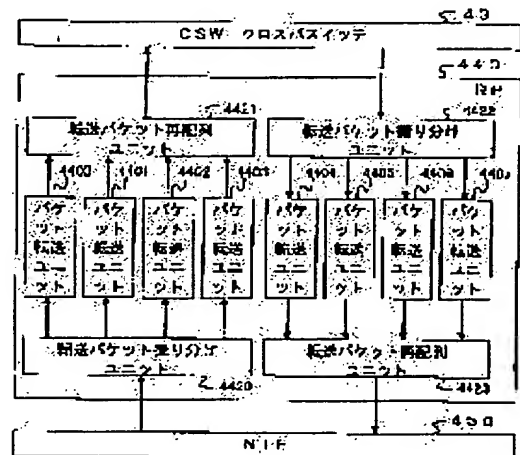 43
CSW クロスバスイッチ
440
RP
4421
4422
転送パケット再配列
ユニット
転送パケット振り分け
ユニット
4400
4401
4402
4403
4404
4405
4406
4407
パケット転送ユニット
パケット転送ユニット
パケット転送ユニット
パケット転送ユニット
パケット転送ユニット
パケット転送ユニット
パケット転送ユニット
パケット転送ユニット
転送パケット振り分け
ユニット
4420
転送パケット再配列
ユニット
4423
450
NIF